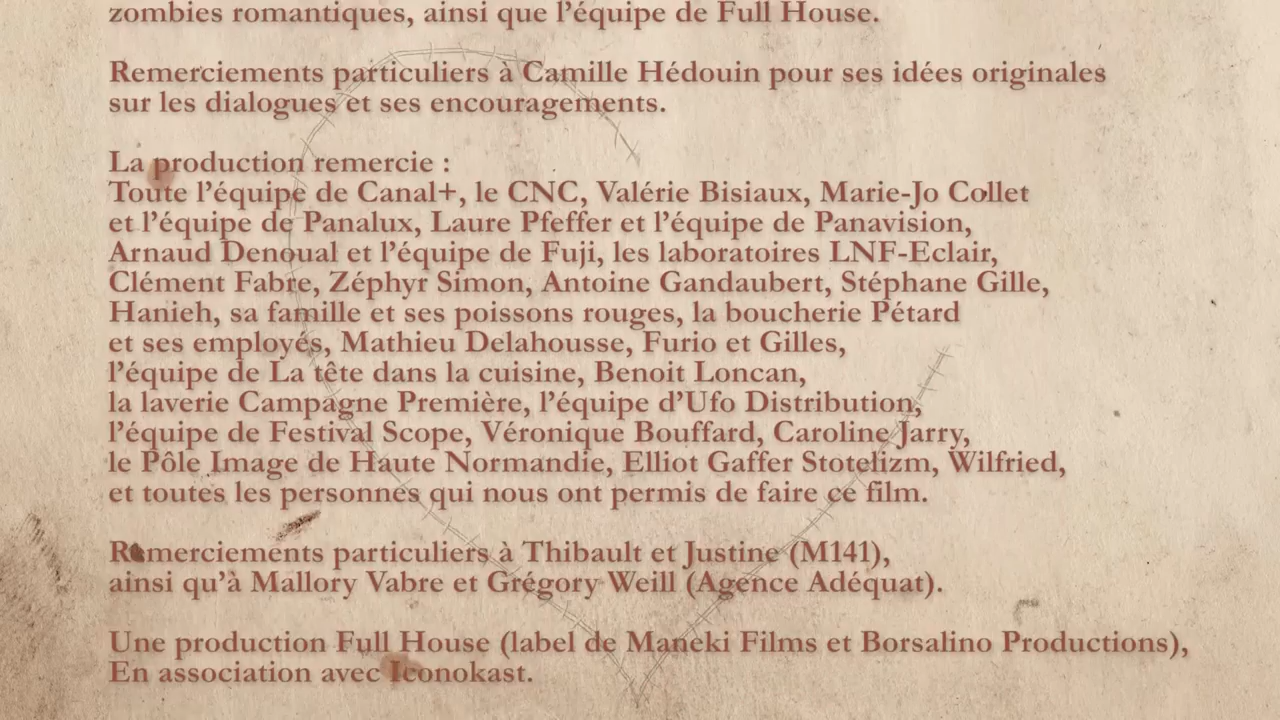 zombies romantiques, ainsi que l’équipe de Full House.
Remerciements particuliers à Camille Hédouin pour ses idées originales
sur les dialogues et ses encouragements.
La production remercie :
Toute l’équipe de Canal+, le CNC, Valérie Bisiaux, Marie-Jo Collet
et l’équipe de Panalux, Laure Pfeffer et l’équipe de Panavision,
Arnaud Denoual et l’équipe de Fuji, les laboratoires LNF-Eclair,
Clément Fabre, Zéphyr Simon, Antoine Gandaubert, Stéphane Gille,
Hanieh, sa famille et ses poissons rouges, la boucherie Pétard
et ses employés, Mathieu Delahousse, Furio et Gilles,
l’équipe de La tête dans la cuisine, Benoit Loncan,
la laverie Campagne Première, l’équipe d’Ufo Distribution,
l’équipe de Festival Scope, Véronique Bouffard, Caroline Jarry,
le Pôle Image de Haute Normandie, Elliot Gaffer Stotelizm, Wilfried,
et toutes les personnes qui nous ont permis de faire ce film.
Remerciements particuliers à Thibault et Justine (M141),
ainsi qu’à Mallory Vabre et Grégory Weill (Agence Adéquat).
Une production Full House (label de Maneki Films et Borsalino Productions),
En association avec Iconokast.